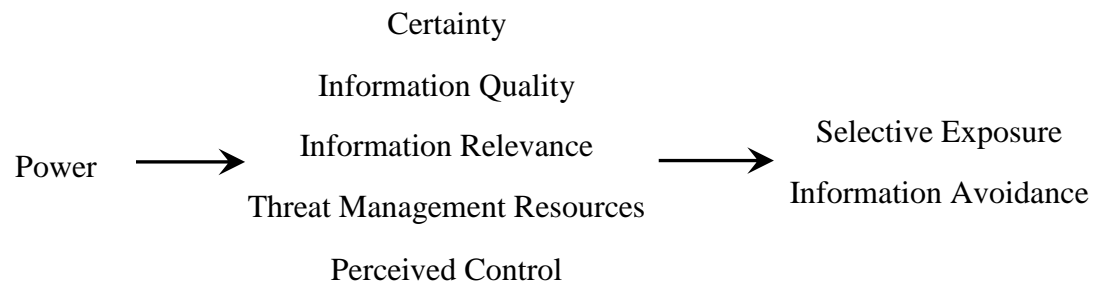 Certainty
Information Quality
Information Relevance
Selective Exposure
Power
Threat Management Resources
Information Avoidance
Perceived Control